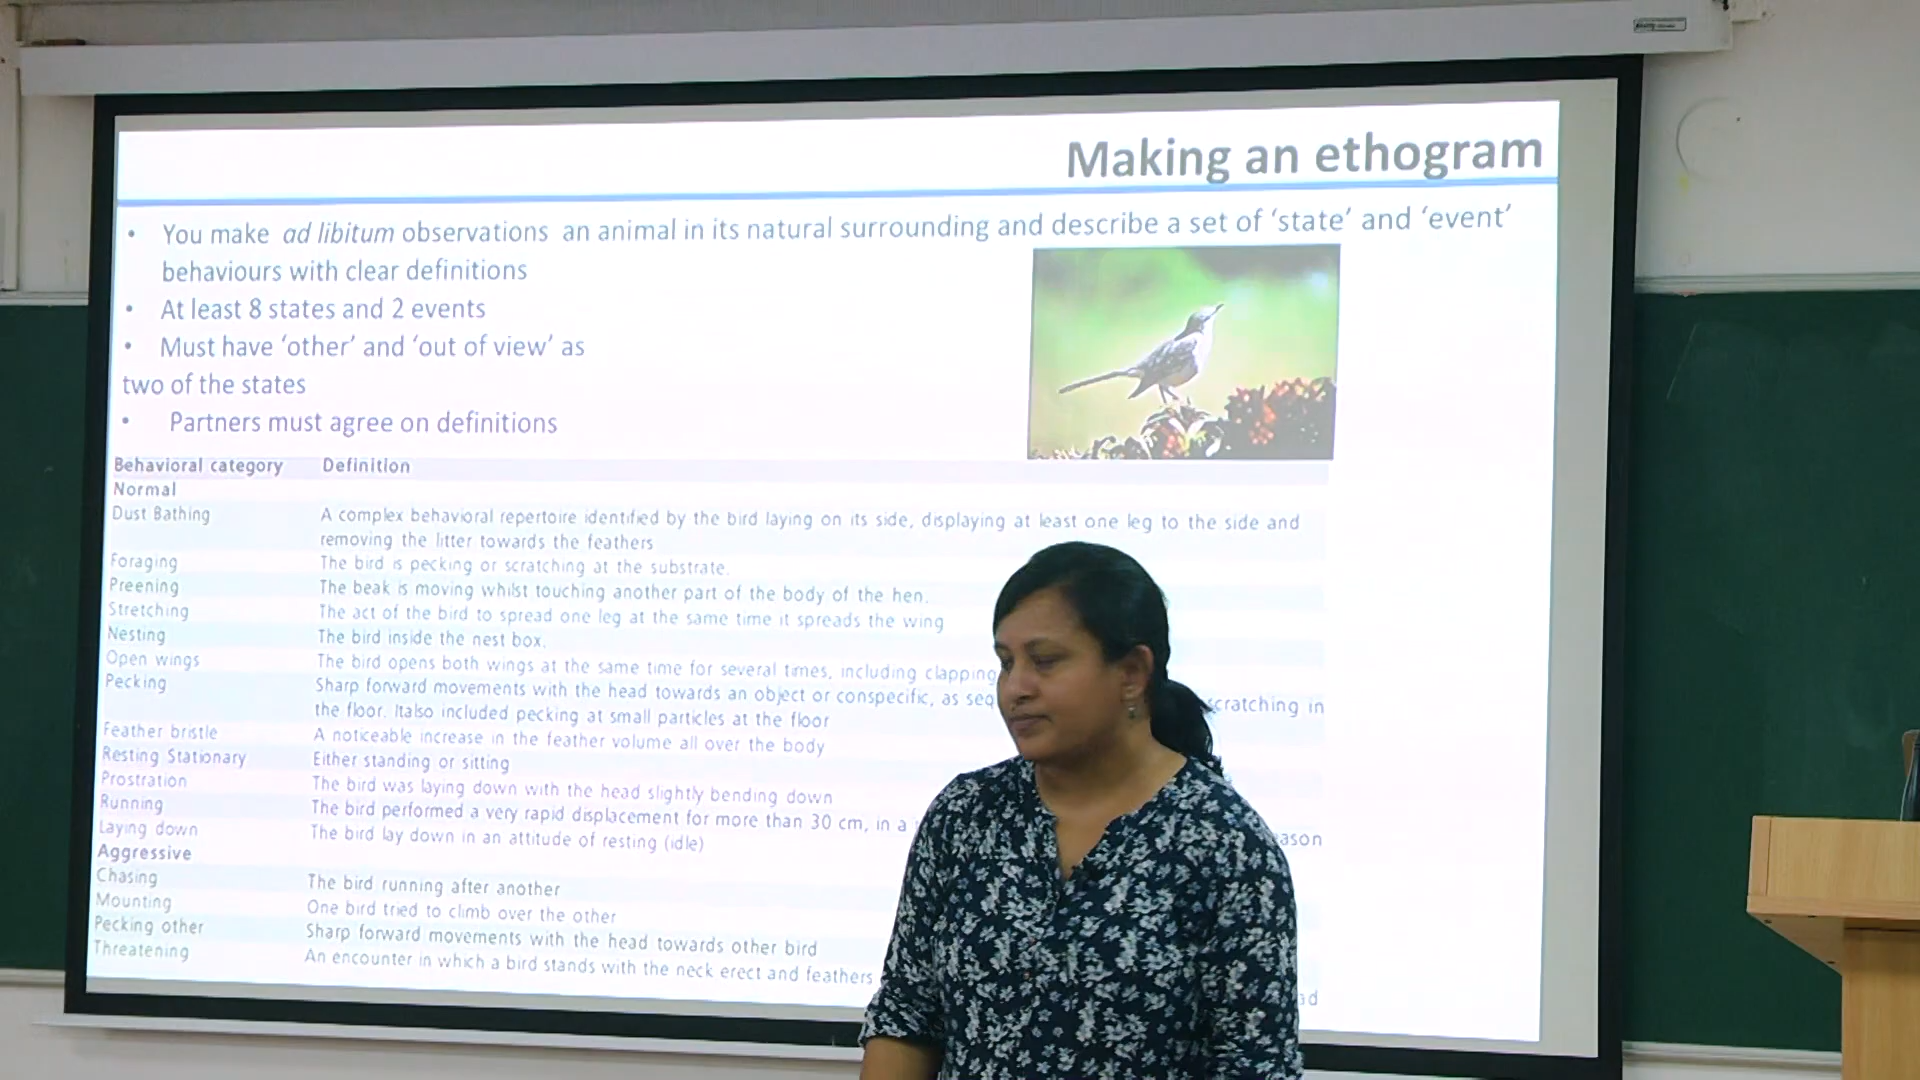 Making an ethogram
• You make ad libitum observations an animal in its natural surrounding and describe a set of ‘state’ and ‘event’
behaviours with clear definitions
• At least 8 states and 2 events
• Must have ‘other’ and ‘out of view’ as
two of the states
• Partners must agree on definitions
Behavioral category Definition
Normal
Dust Bathing A complex behavioral repertoire identified by the bird laying on its side, displaying at least one leg to the side and
removing the litter towards the feathers
Foraging The bird is pecking or scratching at the substrate.
Preening The beak is moving whilst touching another part of the body of the hen.
Stretching The act of the bird to spread one leg at the same time it spreads the wing
Nesting The bird inside the nest box.
Open wings The bird opens both wings at the same time for several times, including clapping
Pecking Sharp forward movements with the head towards an object or conspecific, as scratching in
the floor. Italso included pecking at small particles at the floor
Feather bristle A noticeable increase in the feather volume all over the body
Resting Stationary Either standing or sitting
Prostration The bird was laying down with the head slightly bending down
Running The bird performed a very rapid displacement for more than 30 cm, in a
Laying down The bird lay down in an attitude of resting (idle)
Aggressive
Chasing The bird running after another
Mounting One bird tried to climb over the other
Pecking other Sharp forward movements with the head towards other bird
Threatening An encounter in which a bird stands with the neck erect and feathers